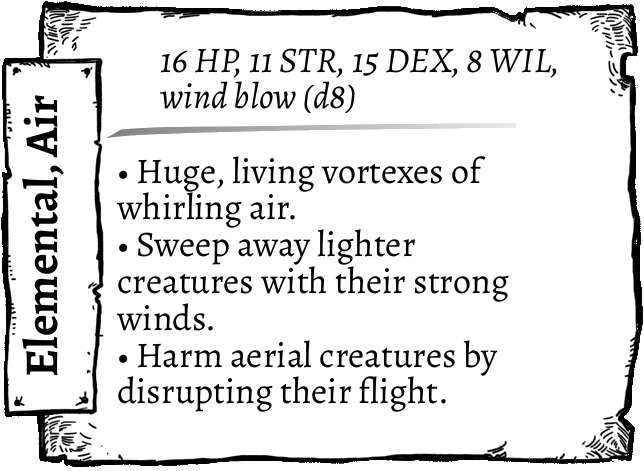 Elemental, Air
16 HP, 11 STR, 15 DEX, 8 WIL,
wind blow (d8)
• Huge, living vortexes of
whirling air.
• Sweep away lighter
creatures with their strong
winds.
• Harm aerial creatures by
disrupting their flight.